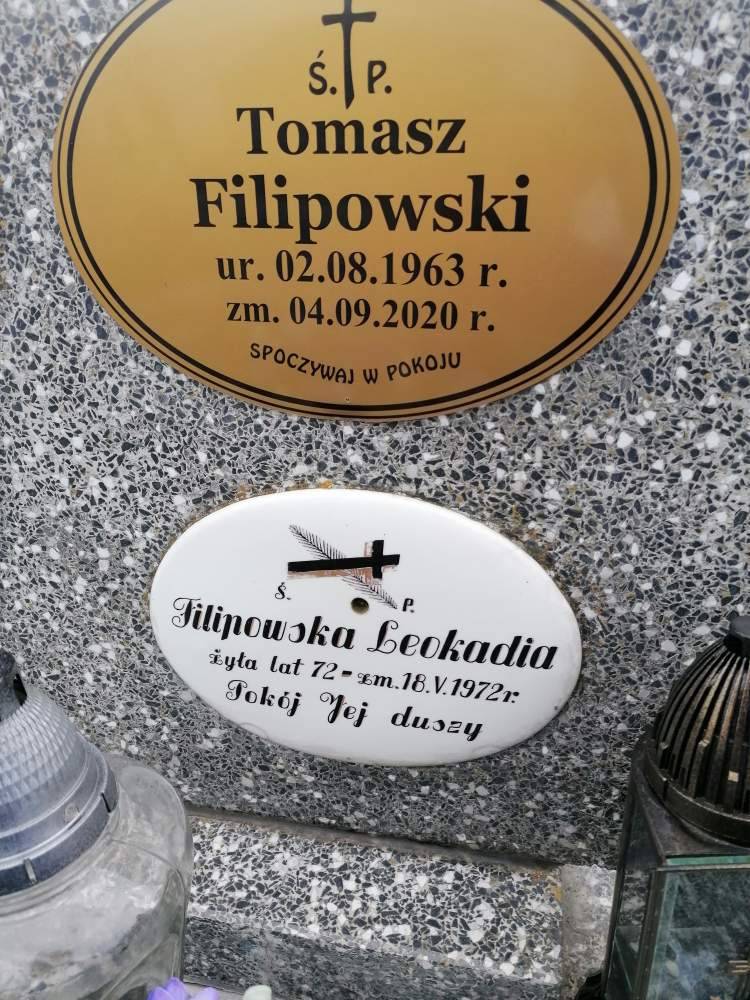 Ś. P.
Tomasz
Filipowski
ur. 02.08.1963 r.
zm. 04.09.2020 r.
SPOCZYWAJ W POKOJU
Ś. P.
Filipowska Leokadia
żyła lat 72-zm.18.V.1972r.
Pokój Jej duszy